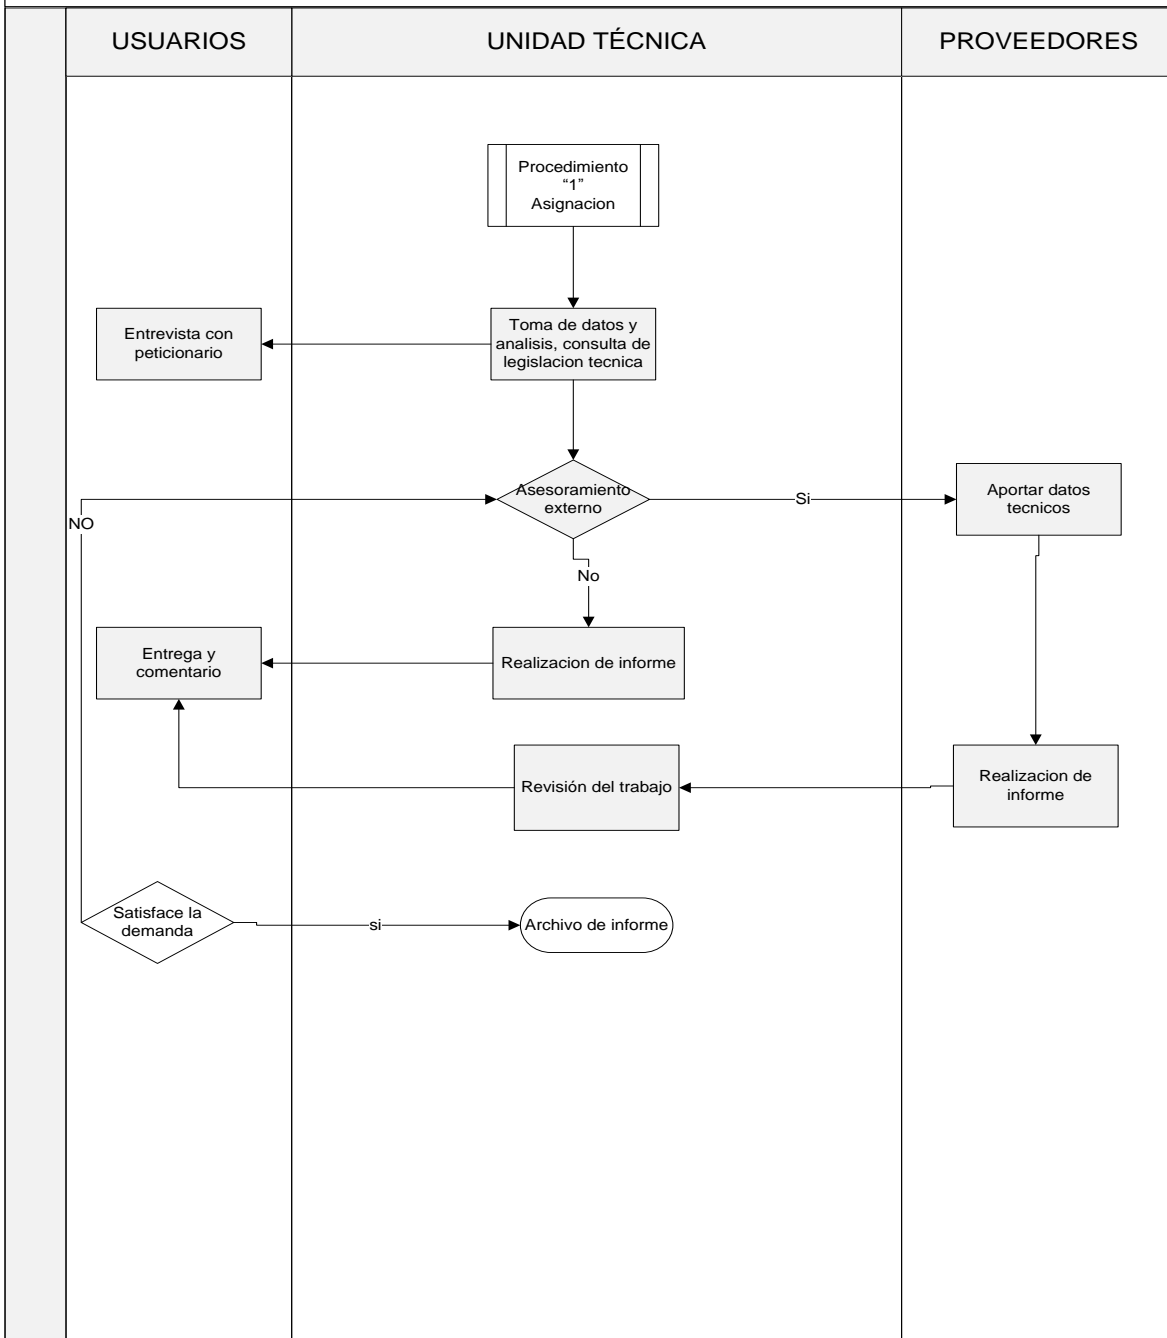 USUARIOS
UNIDAD TÉCNICA
PROVEEDORES
Procedimiento
“1”
Asignacion
Entrevista con
peticionario
Toma de datos y
analisis, consulta de
legislacion tecnica
Asesoramiento
externo
Si
Aportar datos
tecnicos
NO
No
Entrega y
comentario
Realizacion de informe
Revisión del trabajo
Realizacion de
informe
Satisface la
demanda
si
Archivo de informe